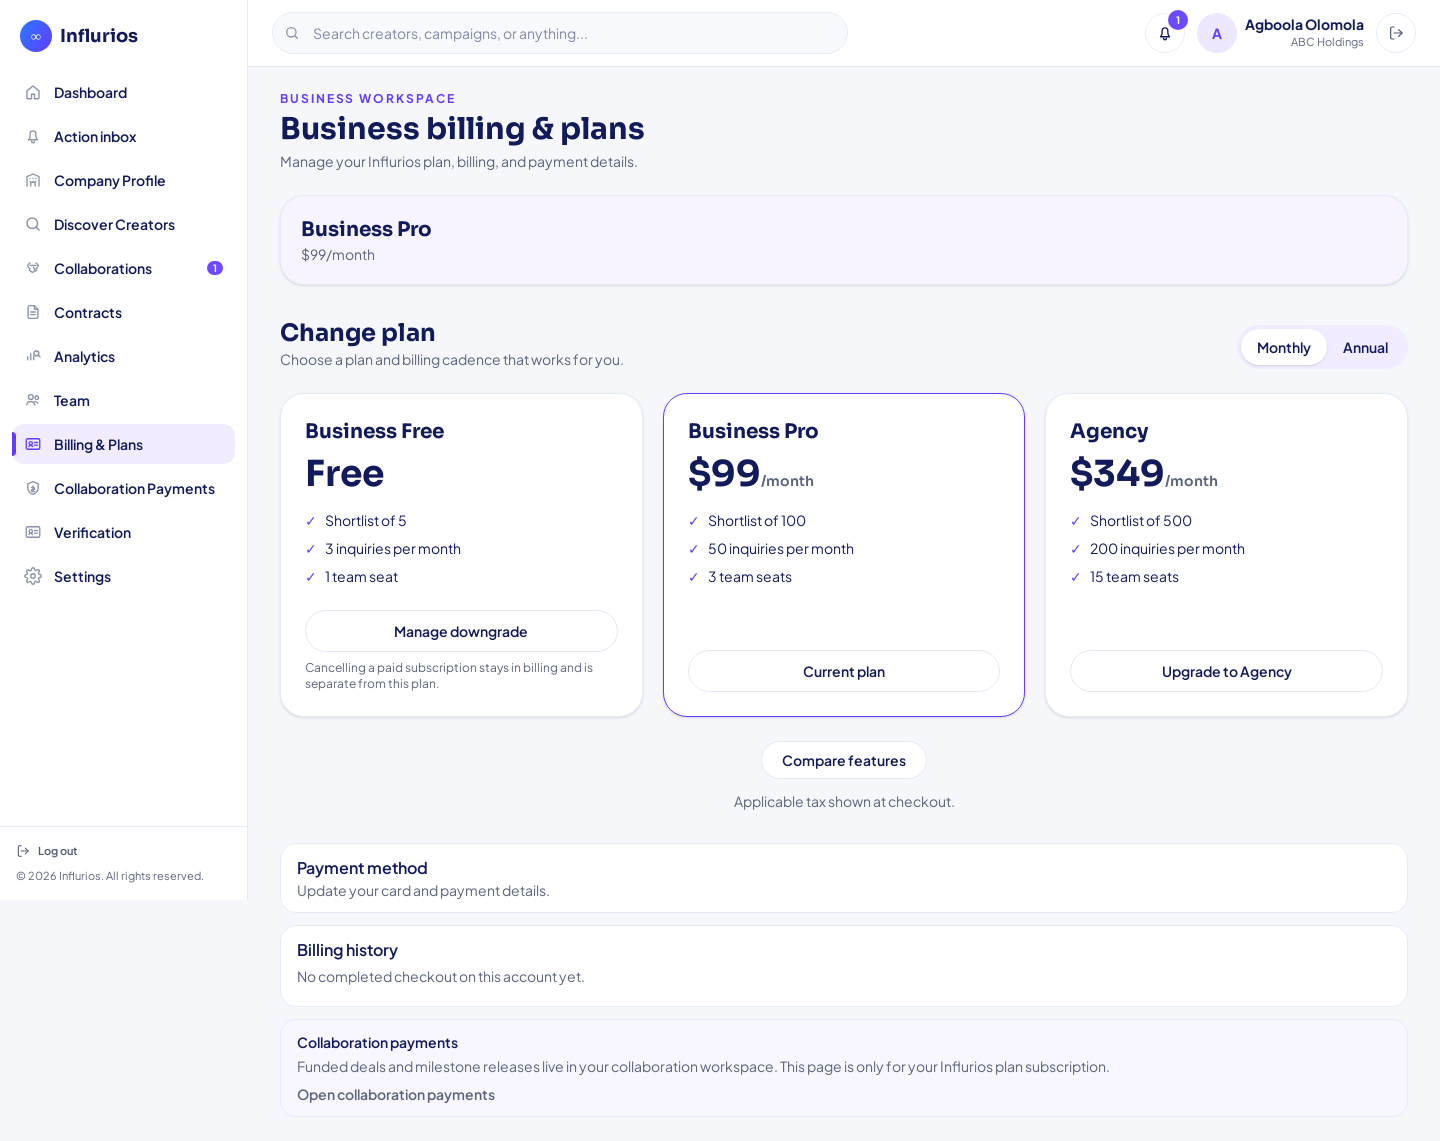 Influrios
Dashboard
Action inbox
Company Profile
Discover Creators
Collaborations
1
Contracts
Analytics
Team
Billing & Plans
Collaboration Payments
Verification
Settings
Log out
© 2026 Influrios. All rights reserved.
Search creators, campaigns, or anything...
1
A
Agboola Olomola
ABC Holdings
BUSINESS WORKSPACE
Business billing & plans
Manage your Influrios plan, billing, and payment details.
Business Pro
$99/month
Change plan
Choose a plan and billing cadence that works for you.
Monthly
Annual
Business Free
Free
✓ Shortlist of 5
✓ 3 inquiries per month
✓ 1 team seat
Manage downgrade
Cancelling a paid subscription stays in billing and is
separate from this plan.
Business Pro
$99/month
✓ Shortlist of 100
✓ 50 inquiries per month
✓ 3 team seats
Current plan
Agency
$349/month
✓ Shortlist of 500
✓ 200 inquiries per month
✓ 15 team seats
Upgrade to Agency
Compare features
Applicable tax shown at checkout.
Payment method
Update your card and payment details.
Billing history
No completed checkout on this account yet.
Collaboration payments
Funded deals and milestone releases live in your collaboration workspace. This page is only for your Influrios plan subscription.
Open collaboration payments